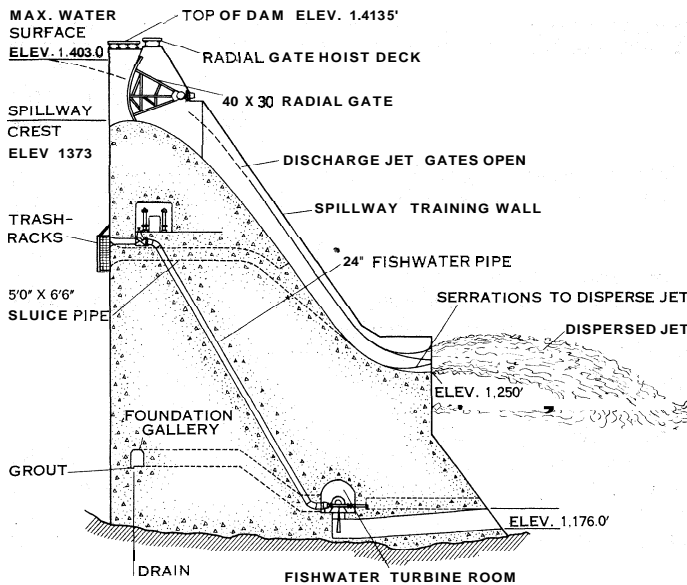 MAX. WATER
SURFACE
ELEV. 1.403.0
TOP OF DAM ELEV. 1.4135'
RADIAL GATE HOIST DECK
40 X 30 RADIAL GATE
SPILLWAY
CREST
ELEV 1373
DISCHARGE JET GATES OPEN
SPILLWAY TRAINING WALL
TRASH-
RACKS
24" FISHWATER PIPE
5'0" X 6'6"
SLUICE PIPE
SERRATIONS TO DISPERSE JET
DISPERSED JET
ELEV. 1,250'
FOUNDATION
GALLERY
GROUT
ELEV. 1,176.0'
DRAIN
FISHWATER TURBINE ROOM